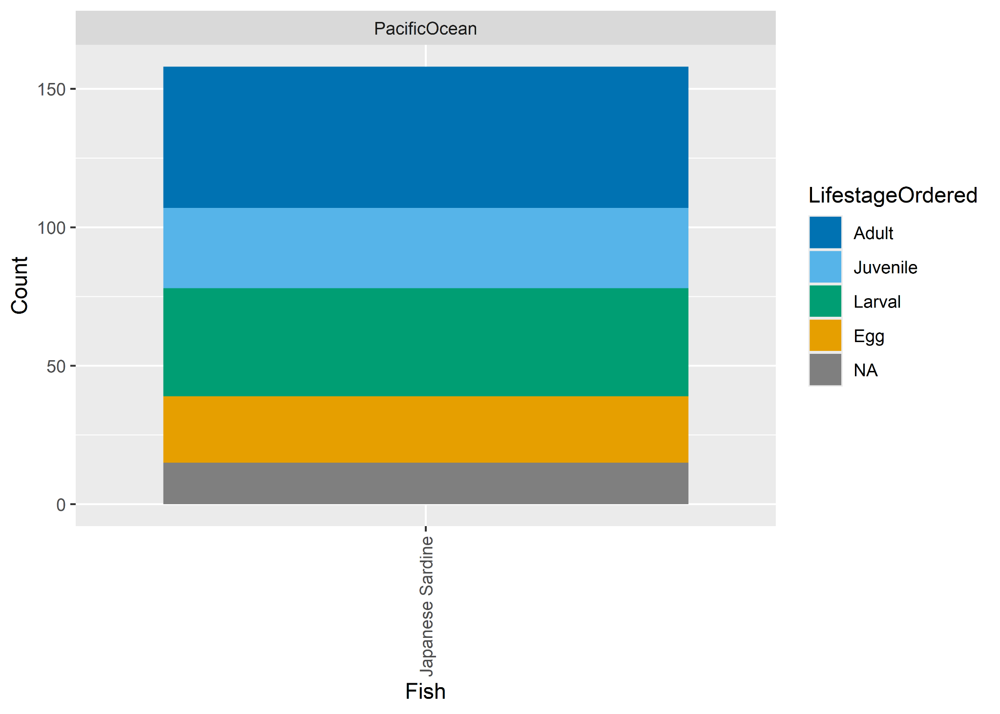 PacificOcean
150
100
50
0
Count
Japanese Sardine
Fish
LifestageOrdered
Adult
Juvenile
Larval
Egg
NA